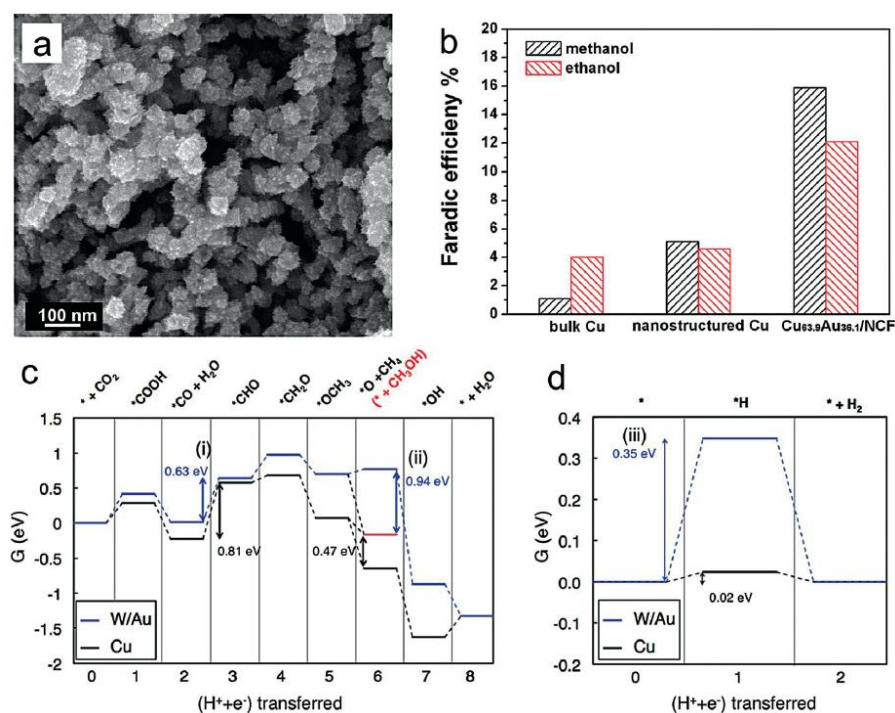 a
100 nm
b
20
18
16
14
12
10
8
6
4
2
0
Faradic efficieny %
methanol
ethanol
bulk Cu
nanostructured Cu
Cu₆₃.₉Au₃₆.₁/NCF
c
* + CO₂
*COOH
*CO + H₂O
*CHO
*CH₂O
*OCH₃
*O +CH₄
(* + CH₃OH)
*OH
* + H₂O
1.5
1
0.5
0
-0.5
-1
-1.5
-2
G (eV)
(i)
0.63 eV
0.81 eV
0.47 eV
(ii)
0.94 eV
W/Au
Cu
0 1 2 3 4 5 6 7 8
(H⁺+e⁻) transferred
d
* *H * + H₂
0.4
0.3
0.2
0.1
0.0
-0.2
G (eV)
(iii)
0.35 eV
0.02 eV
W/Au
Cu
0 1 2
(H⁺+e⁻) transferred